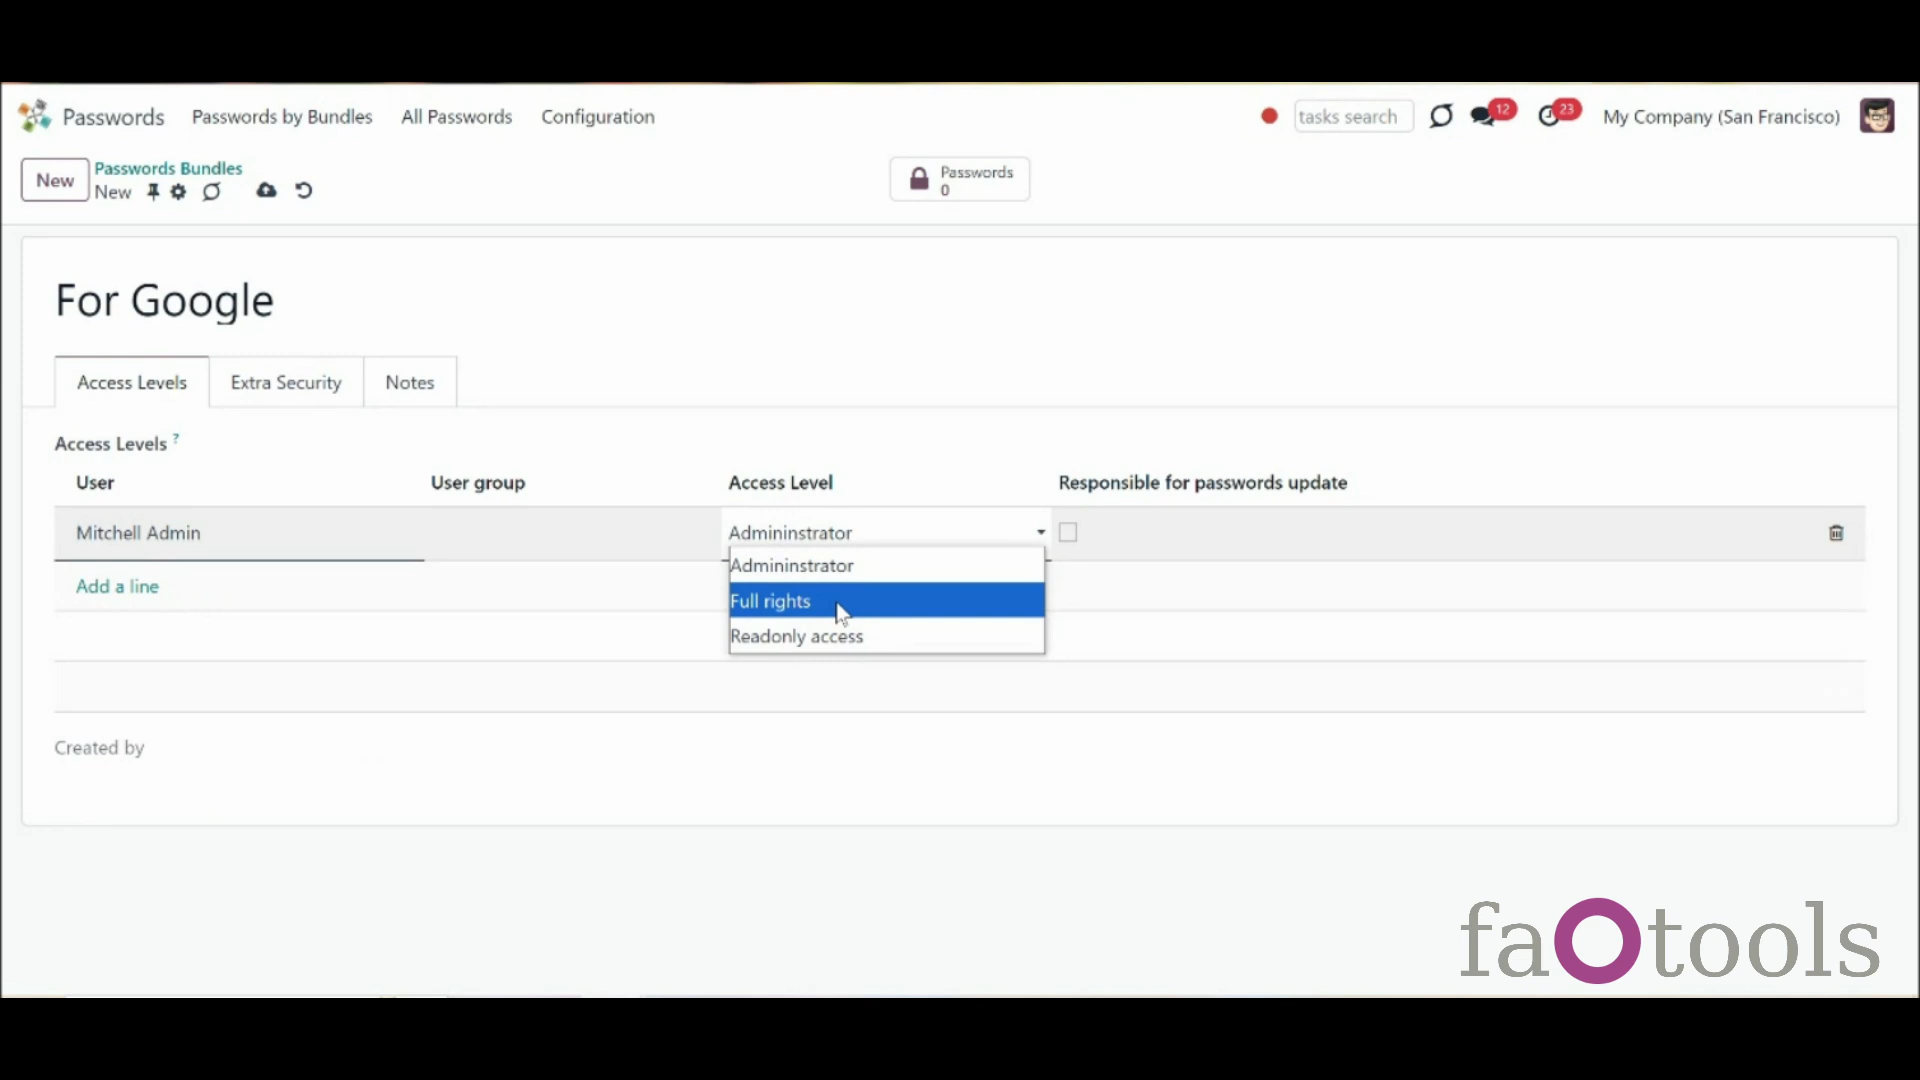 Passwords Passwords by Bundles All Passwords Configuration tasks search 12 23 My Company (San Francisco)
New Passwords Bundles
New
Passwords
0
For Google
Access Levels Extra Security Notes
Access Levels ?
User User group Access Level Responsible for passwords update
Mitchell Admin Admininstrator
Admininstrator
Full rights
Readonly access
Add a line
Created by
faOtools